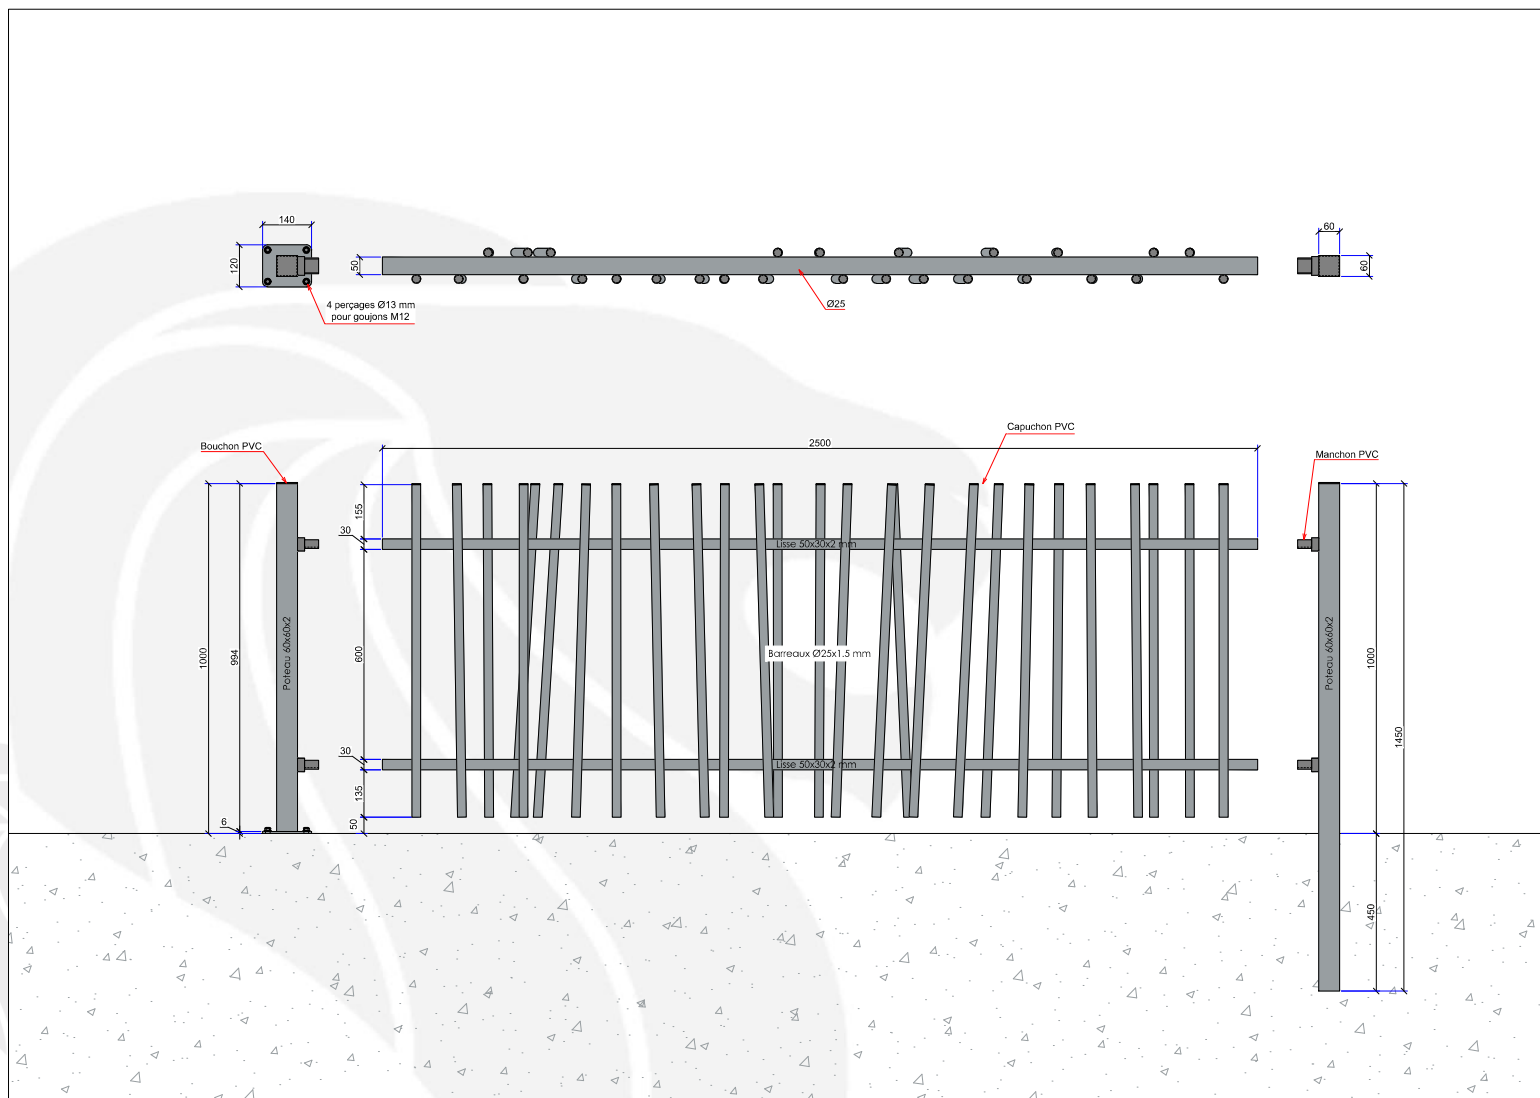 140
120
4 perçages Ø13 mm
pour goujons M12
50
Ø25
60
60
Bouchon PVC
2500
Capuchon PVC
Manchon PVC
155
30
Lisse 50x30x2 mm
1000
994
Poteau 60x60x2
600
Barreaux Ø25x1.5 mm
Poteau 60x60x2
1000
1450
30
Lisse 50x30x2 mm
135
6
50
450